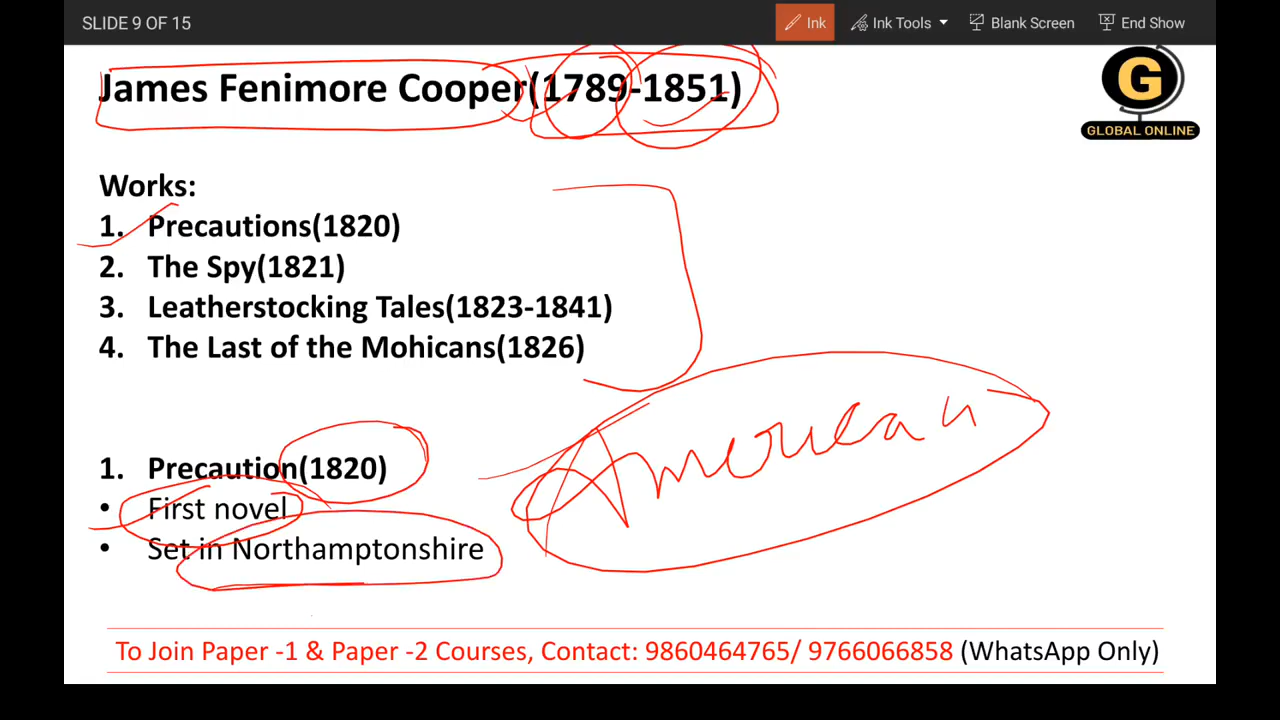 SLIDE 9 OF 15
Ink
Ink Tools
Blank Screen
End Show
James Fenimore Cooper(1789-1851)
G
GLOBAL ONLINE
Works:
1. Precautions(1820)
2. The Spy(1821)
3. Leatherstocking Tales(1823-1841)
4. The Last of the Mohicans(1826)
American
1. Precaution(1820)
• First novel
• Set in Northamptonshire
To Join Paper -1 & Paper -2 Courses, Contact: 9860464765/ 9766066858 (WhatsApp Only)